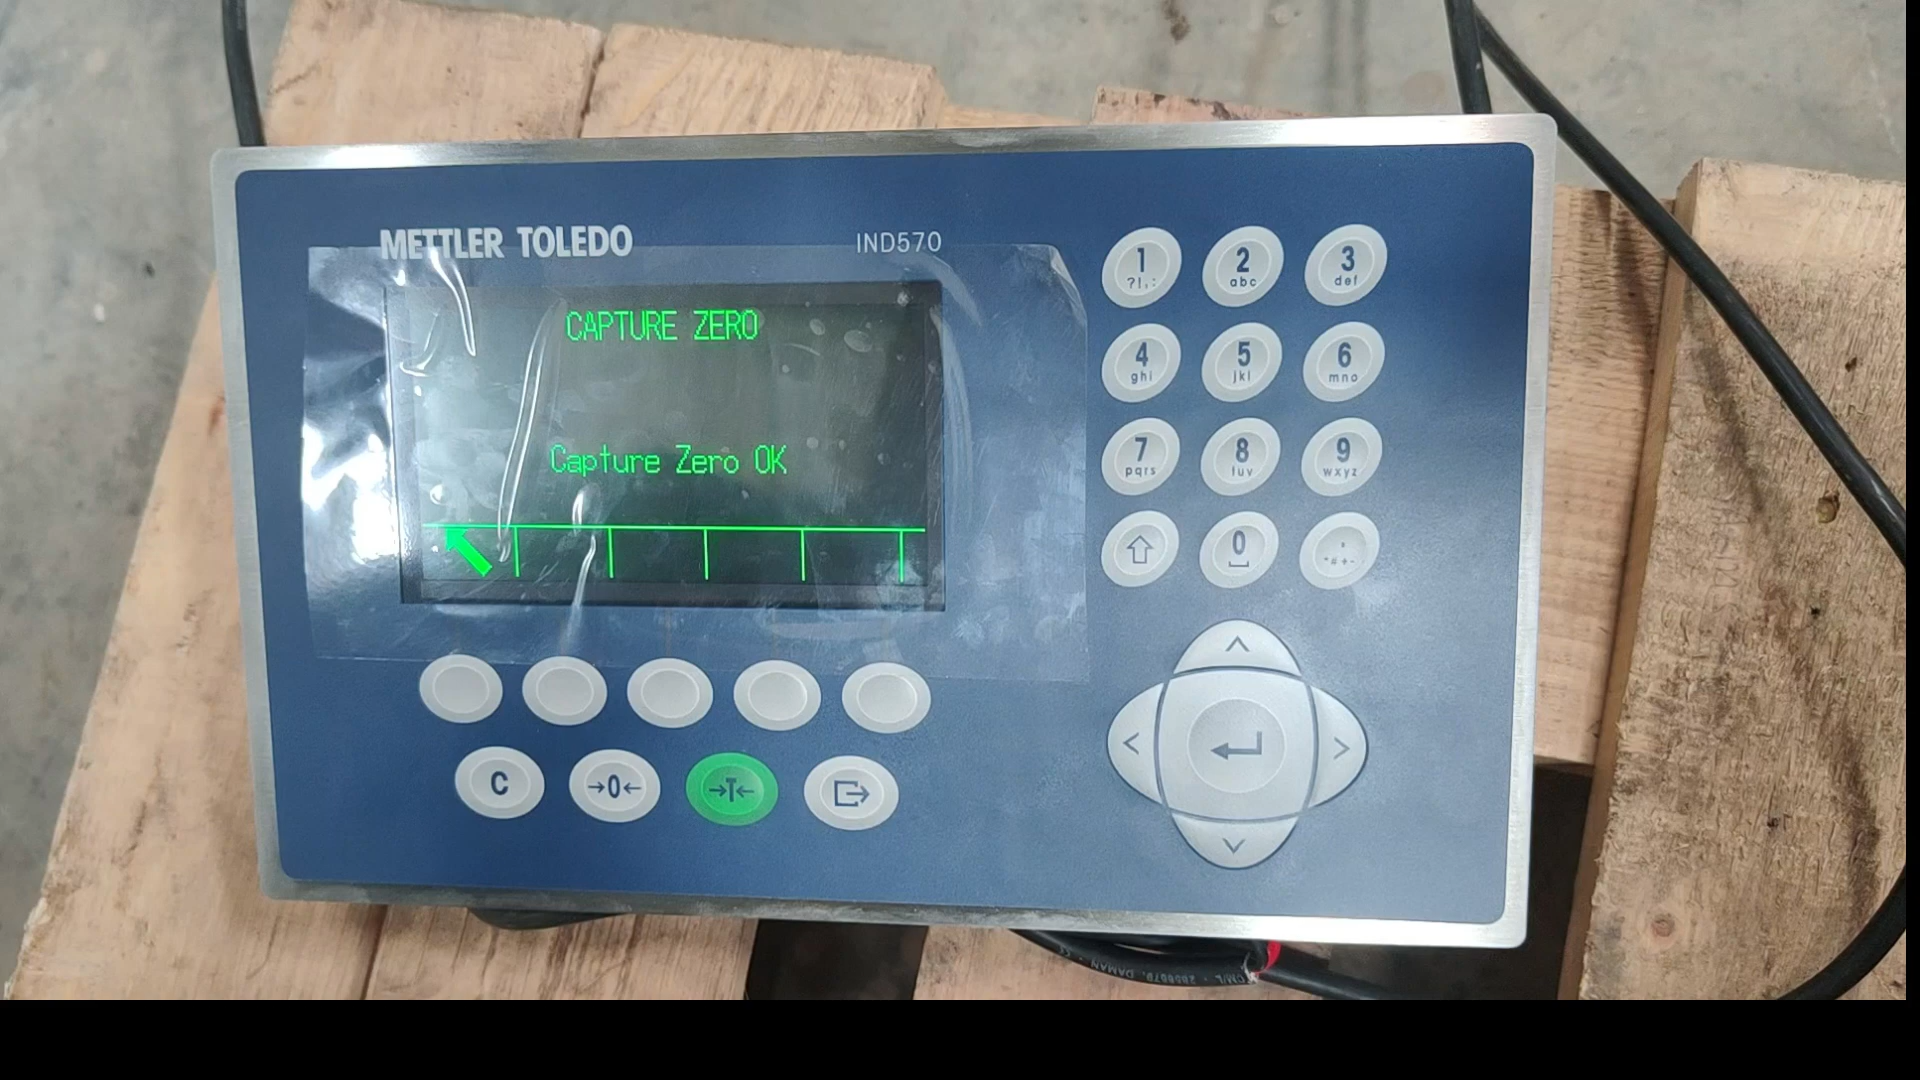 METTLER TOLEDO
IND570
CAPTURE ZERO
Capture Zero OK
1
?!,:
2
abc
3
def
4
ghi
5
jkl
6
mno
7
pqrs
8
tuv
9
wxyz
0
C
→0←
→T←
DAMAN